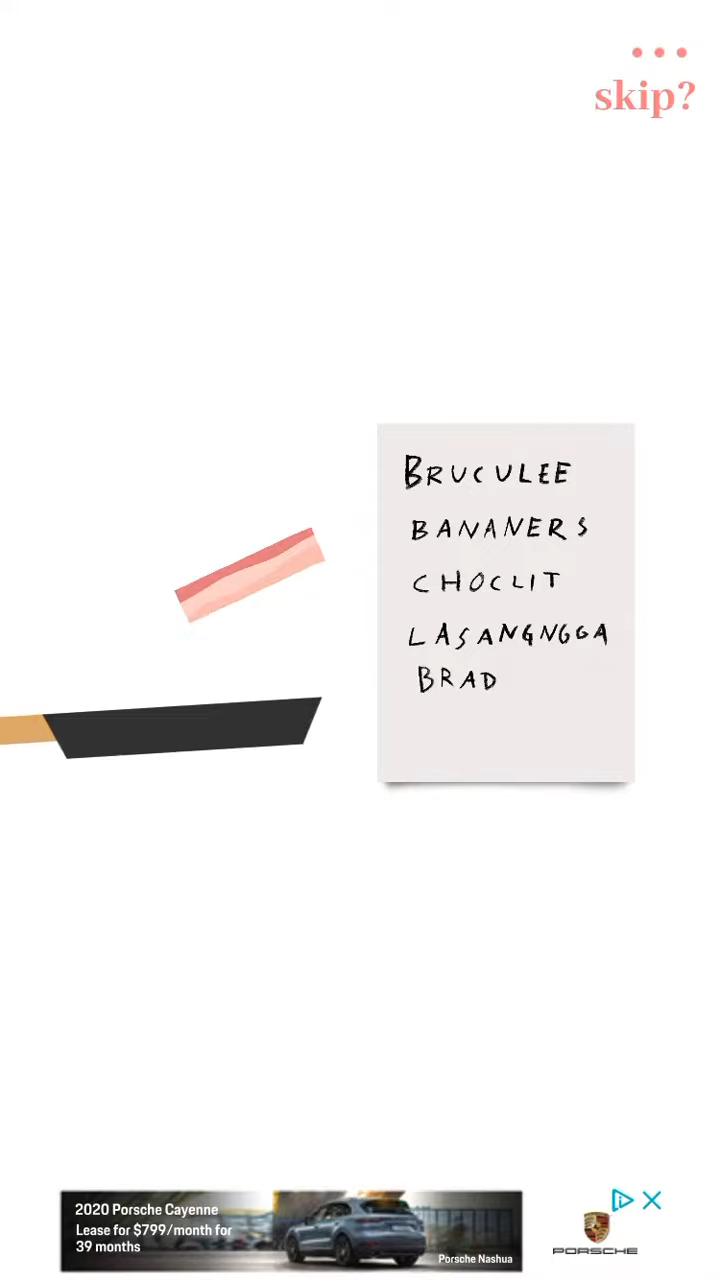 skip?
BRUCULEE
BANANERS
CHOCLIT
LASANGNGGA
BRAD
2020 Porsche Cayenne
Lease for $799/month for
39 months
Porsche Nashua
PORSCHE